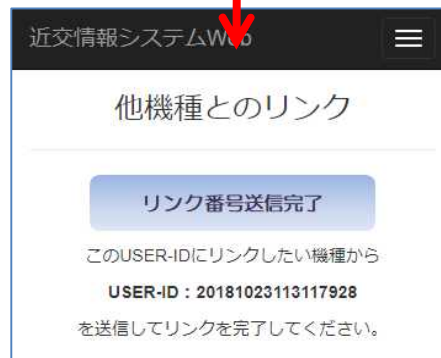 近交情報システムWeb
他機種とのリンク
リンク番号送信完了
このUSER-IDにリンクしたい機種から
USER-ID：20181023113117928
を送信してリンクを完了してください。